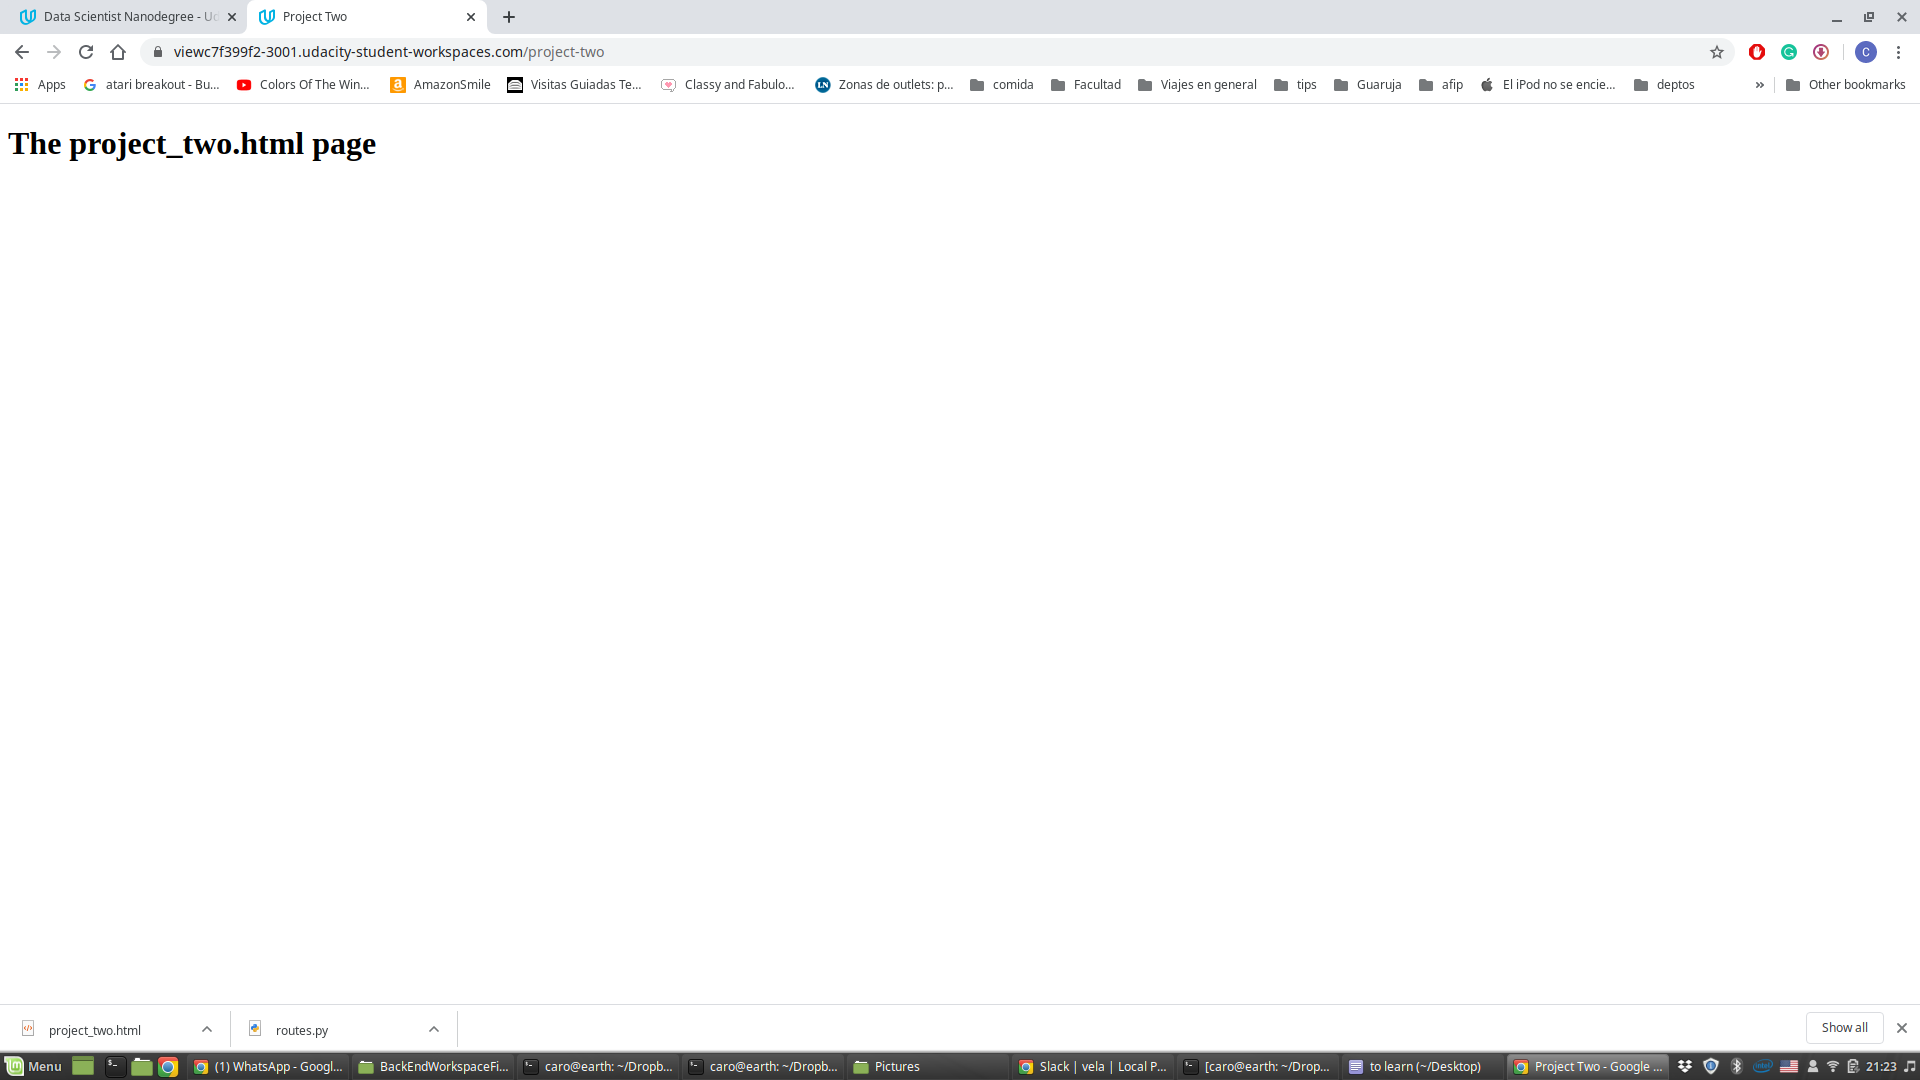 Data Scientist Nanodegree - Ud
Project Two
viewc7f399f2-3001.udacity-student-workspaces.com/project-two
C
Apps
atari breakout - Bu...
Colors Of The Win...
AmazonSmile
Visitas Guiadas Te...
Classy and Fabulo...
LN
Zonas de outlets: p...
comida
Facultad
Viajes en general
tips
Guaruja
afip
El iPod no se encie...
deptos
»
Other bookmarks
The project_two.html page
project_two.html
routes.py
Show all
Menu
(1) WhatsApp - Googl...
BackEndWorkspaceFi...
caro@earth: ~/Dropb...
caro@earth: ~/Dropb...
Pictures
Slack | vela | Local P...
[caro@earth: ~/Drop...
to learn (~/Desktop)
Project Two - Google ...
21:23